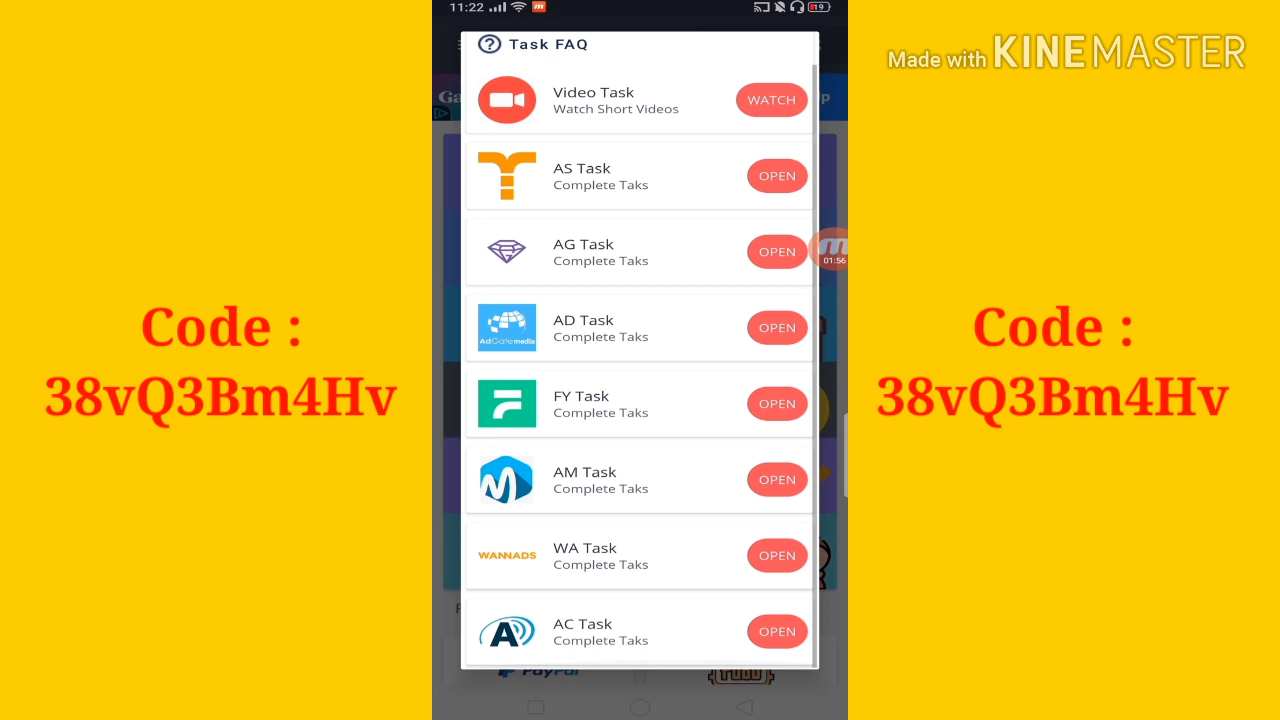 11:22
19
Made with KINEMASTER
Task FAQ
Video Task
Watch Short Videos
WATCH
AS Task
Complete Taks
OPEN
AG Task
Complete Taks
OPEN
01:56
AD Task
Complete Taks
OPEN
AdGatemedia
FY Task
Complete Taks
OPEN
AM Task
Complete Taks
OPEN
WANNADS
WA Task
Complete Taks
OPEN
AC Task
Complete Taks
OPEN
PayPal
Code :
38vQ3Bm4Hv
Code :
38vQ3Bm4Hv